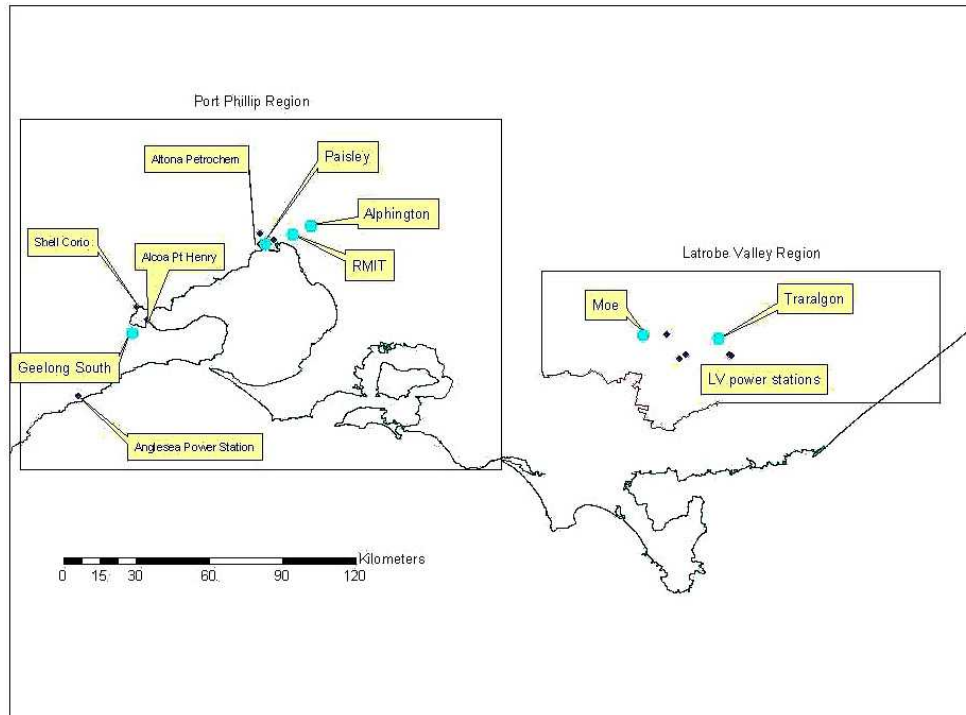 Port Phillip Region
Altona Petrochem
Paisley
Alphington
Shell Corio
Alcoa Pt Henry
RMIT
Latrobe Valley Region
Moe
Traralgon
Geelong South
LV power stations
Anglesea Power Station
Kilometers
0 15 30 60 90 120